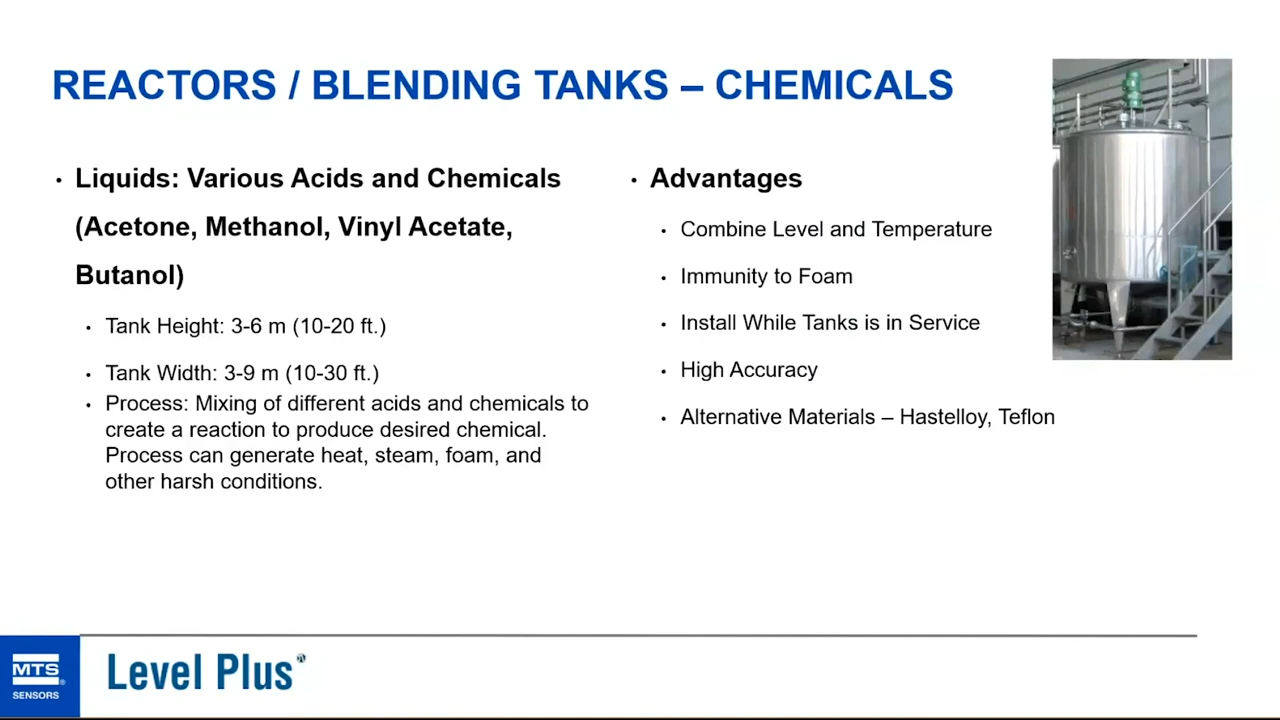 REACTORS / BLENDING TANKS – CHEMICALS
• Liquids: Various Acids and Chemicals
(Acetone, Methanol, Vinyl Acetate,
Butanol)
• Tank Height: 3-6 m (10-20 ft.)
• Tank Width: 3-9 m (10-30 ft.)
• Process: Mixing of different acids and chemicals to
create a reaction to produce desired chemical.
Process can generate heat, steam, foam, and
other harsh conditions.
• Advantages
• Combine Level and Temperature
• Immunity to Foam
• Install While Tanks is in Service
• High Accuracy
• Alternative Materials – Hastelloy, Teflon
MTS®
SENSORS
Level Plus®